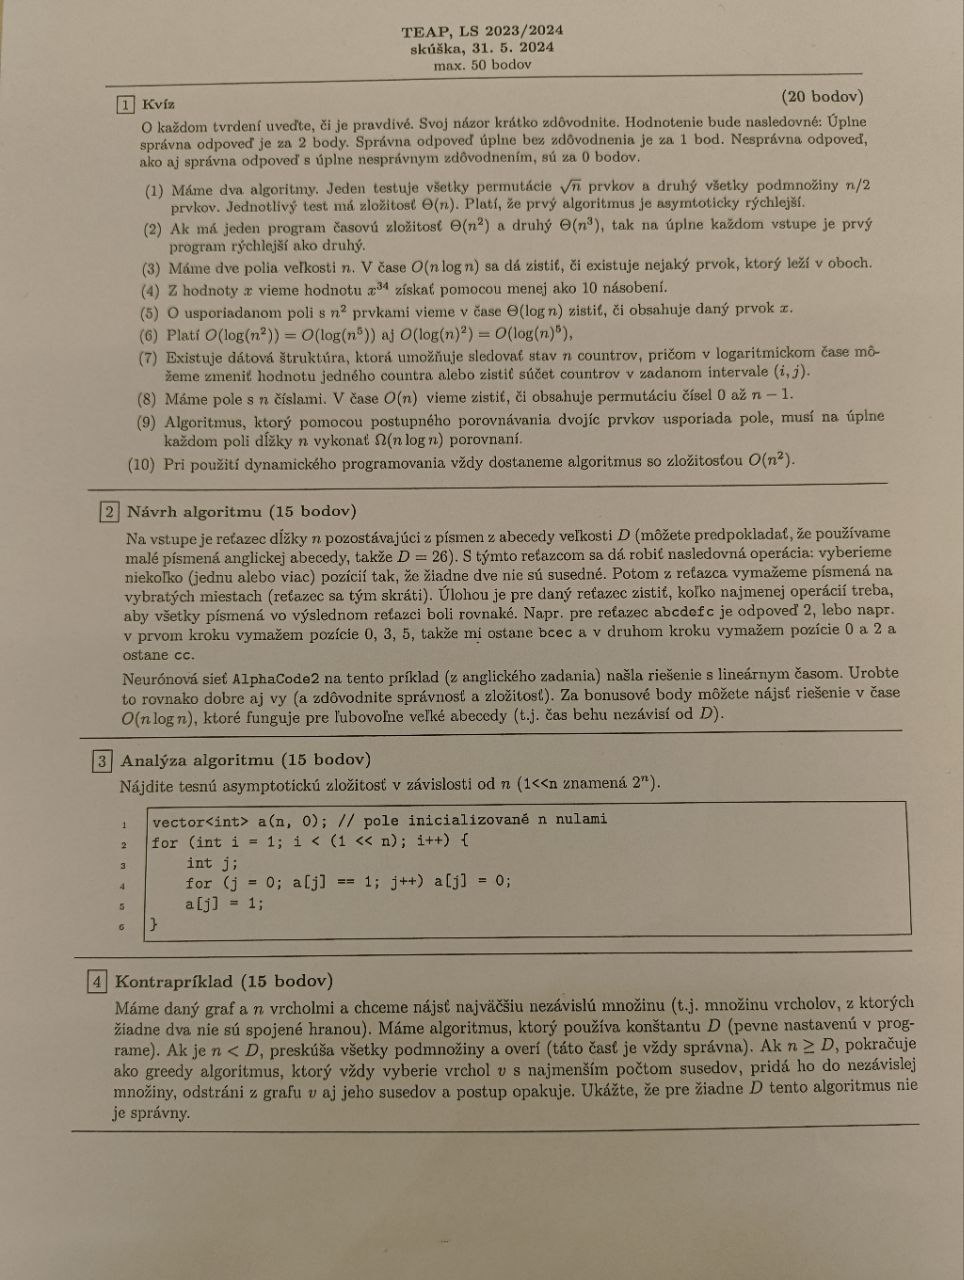 TEAP, LS 2023/2024
skúška, 31. 5. 2024
max. 50 bodov
1 Kvíz (20 bodov)
O každom tvrdení uveďte, či je pravdivé. Svoj názor krátko zdôvodnite. Hodnotenie bude nasledovné: Úplne
správna odpoveď je za 2 body. Správna odpoveď úplne bez zdôvodnenia je za 1 bod. Nesprávna odpoveď,
ako aj správna odpoveď s úplne nesprávnym zdôvodnením, sú za 0 bodov.
(1) Máme dva algoritmy. Jeden testuje všetky permutácie √n prvkov a druhý všetky podmnožiny n/2
prvkov. Jednotlivý test má zložitosť Θ(n). Platí, že prvý algoritmus je asymtoticky rýchlejší.
(2) Ak má jeden program časovú zložitosť Θ(n²) a druhý Θ(n³), tak na úplne každom vstupe je prvý
program rýchlejší ako druhý.
(3) Máme dve polia veľkosti n. V čase O(n log n) sa dá zistiť, či existuje nejaký prvok, ktorý leží v oboch.
(4) Z hodnoty x vieme hodnotu x³⁴ získať pomocou menej ako 10 násobení.
(5) O usporiadanom poli s n² prvkami vieme v čase Θ(log n) zistiť, či obsahuje daný prvok x.
(6) Platí O(log(n²)) = O(log(n⁵)) aj O(log(n)²) = O(log(n)⁵),
(7) Existuje dátová štruktúra, ktorá umožňuje sledovať stav n countrov, pričom v logaritmickom čase mô-
žeme zmeniť hodnotu jedného countra alebo zistiť súčet countrov v zadanom intervale (i, j).
(8) Máme pole s n číslami. V čase O(n) vieme zistiť, či obsahuje permutáciu čísel 0 až n − 1.
(9) Algoritmus, ktorý pomocou postupného porovnávania dvojíc prvkov usporiada pole, musí na úplne
každom poli dĺžky n vykonať Ω(n log n) porovnaní.
(10) Pri použití dynamického programovania vždy dostaneme algoritmus so zložitosťou O(n²).
2 Návrh algoritmu (15 bodov)
Na vstupe je reťazec dĺžky n pozostávajúci z písmen z abecedy veľkosti D (môžete predpokladať, že používame
malé písmená anglickej abecedy, takže D = 26). S týmto reťazcom sa dá robiť nasledovná operácia: vyberieme
niekoľko (jednu alebo viac) pozícií tak, že žiadne dve nie sú susedné. Potom z reťazca vymažeme písmená na
vybratých miestach (reťazec sa tým skráti). Úlohou je pre daný reťazec zistiť, koľko najmenej operácií treba,
aby všetky písmená vo výslednom reťazci boli rovnaké. Napr. pre reťazec abcdefc je odpoveď 2, lebo napr.
v prvom kroku vymažem pozície 0, 3, 5, takže mi ostane bcec a v druhom kroku vymažem pozície 0 a 2 a
ostane cc.
Neurónová sieť AlphaCode2 na tento príklad (z anglického zadania) našla riešenie s lineárnym časom. Urobte
to rovnako dobre aj vy (a zdôvodnite správnosť a zložitosť). Za bonusové body môžete nájsť riešenie v čase
O(n log n), ktoré funguje pre ľubovoľne veľké abecedy (t.j. čas behu nezávisí od D).
3 Analýza algoritmu (15 bodov)
Nájdite tesnú asymptotickú zložitosť v závislosti od n (1<<n znamená 2ⁿ).
1 vector<int> a(n, 0); // pole inicializované n nulami
2 for (int i = 1; i < (1 << n); i++) {
3 int j;
4 for (j = 0; a[j] == 1; j++) a[j] = 0;
5 a[j] = 1;
6 }
4 Kontrapríklad (15 bodov)
Máme daný graf a n vrcholmi a chceme nájsť najväčšiu nezávislú množinu (t.j. množinu vrcholov, z ktorých
žiadne dva nie sú spojené hranou). Máme algoritmus, ktorý používa konštantu D (pevne nastavenú v prog-
rame). Ak je n < D, preskúša všetky podmnožiny a overí (táto časť je vždy správna). Ak n ≥ D, pokračuje
ako greedy algoritmus, ktorý vždy vyberie vrchol v s najmenším počtom susedov, pridá ho do nezávislej
množiny, odstráni z grafu v aj jeho susedov a postup opakuje. Ukážte, že pre žiadne D tento algoritmus nie
je správny.